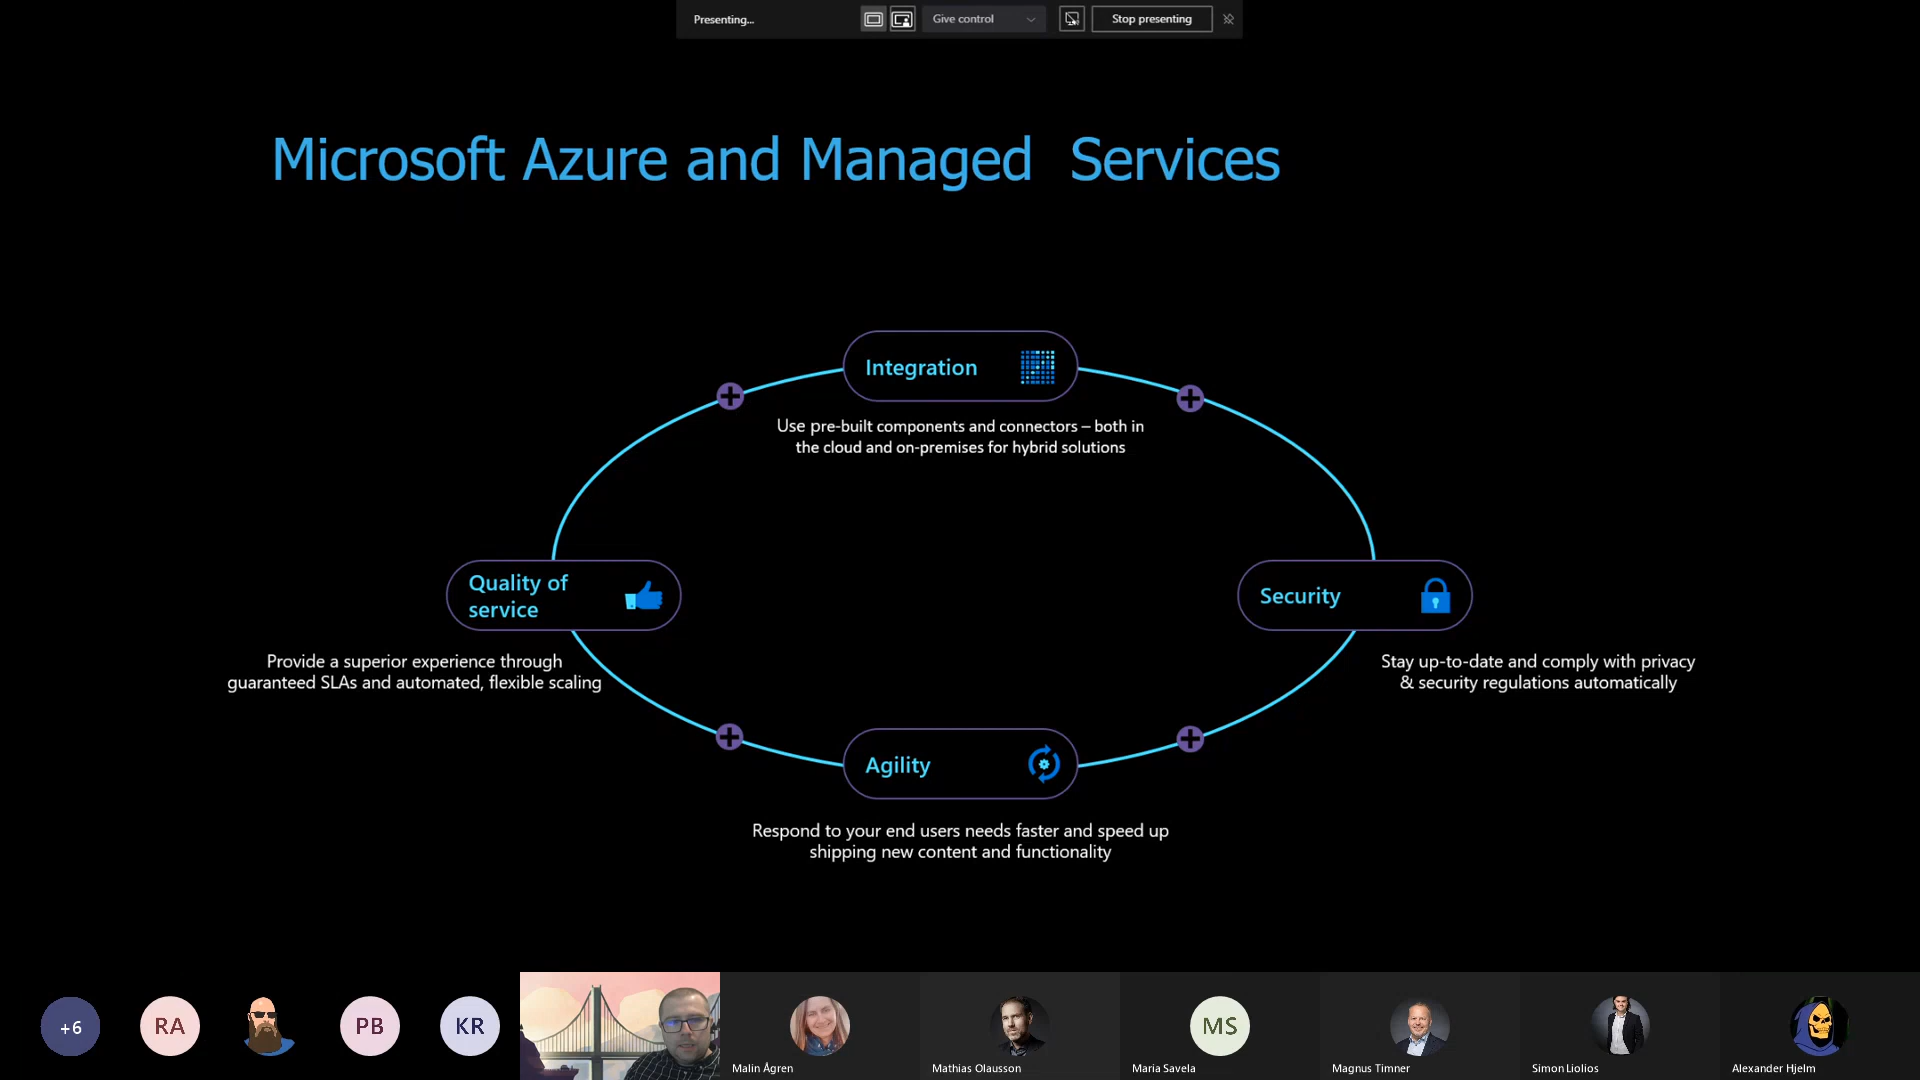 Presenting...
Give control
Stop presenting
Microsoft Azure and Managed  Services
Integration
Use pre-built components and connectors – both in
the cloud and on-premises for hybrid solutions
Quality of
service
Provide a superior experience through
guaranteed SLAs and automated, flexible scaling
Security
Stay up-to-date and comply with privacy
& security regulations automatically
Agility
Respond to your end users needs faster and speed up
shipping new content and functionality
+6
RA
PB
KR
MS
Malin Ågren
Mathias Olausson
Maria Savela
Magnus Timner
Simon Liolios
Alexander Hjelm